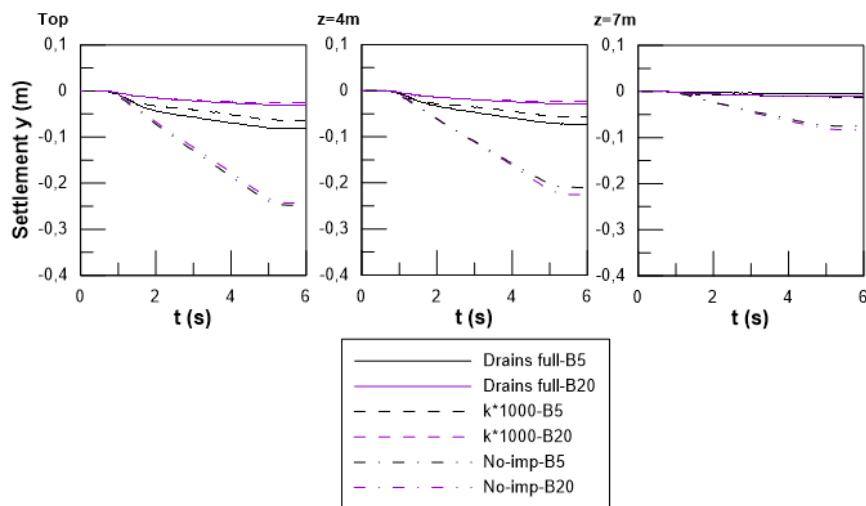 Top z=4m z=7m
0,1 0,1 0,1
0 0 0
-0,1 -0,1 -0,1
-0,2 -0,2 -0,2
-0,3 -0,3 -0,3
-0,4 -0,4 -0,4
Settlement y (m)
0 2 4 6 0 2 4 6 0 2 4 6
t (s) t (s) t (s)
Drains full-B5
Drains full-B20
k*1000-B5
k*1000-B20
No-imp-B5
No-imp-B20